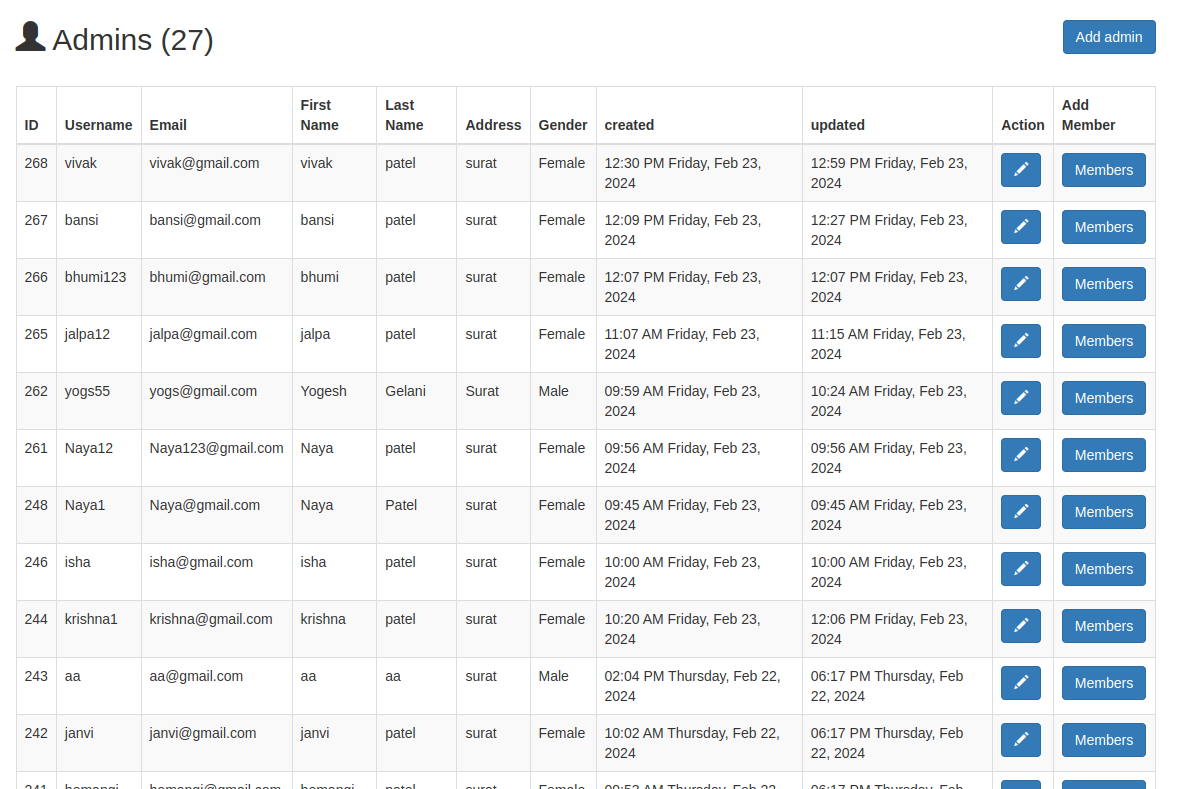 Admins (27)
Add admin
ID Username Email First Name Last Name Address Gender created updated Action Add Member
268 vivak vivak@gmail.com vivak patel surat Female 12:30 PM Friday, Feb 23, 2024 12:59 PM Friday, Feb 23, 2024 Members
267 bansi bansi@gmail.com bansi patel surat Female 12:09 PM Friday, Feb 23, 2024 12:27 PM Friday, Feb 23, 2024 Members
266 bhumi123 bhumi@gmail.com bhumi patel surat Female 12:07 PM Friday, Feb 23, 2024 12:07 PM Friday, Feb 23, 2024 Members
265 jalpa12 jalpa@gmail.com jalpa patel surat Female 11:07 AM Friday, Feb 23, 2024 11:15 AM Friday, Feb 23, 2024 Members
262 yogs55 yogs@gmail.com Yogesh Gelani Surat Male 09:59 AM Friday, Feb 23, 2024 10:24 AM Friday, Feb 23, 2024 Members
261 Naya12 Naya123@gmail.com Naya patel surat Female 09:56 AM Friday, Feb 23, 2024 09:56 AM Friday, Feb 23, 2024 Members
248 Naya1 Naya@gmail.com Naya Patel surat Female 09:45 AM Friday, Feb 23, 2024 09:45 AM Friday, Feb 23, 2024 Members
246 isha isha@gmail.com isha patel surat Female 10:00 AM Friday, Feb 23, 2024 10:00 AM Friday, Feb 23, 2024 Members
244 krishna1 krishna@gmail.com krishna patel surat Female 10:20 AM Friday, Feb 23, 2024 12:06 PM Friday, Feb 23, 2024 Members
243 aa aa@gmail.com aa aa surat Male 02:04 PM Thursday, Feb 22, 2024 06:17 PM Thursday, Feb 22, 2024 Members
242 janvi janvi@gmail.com janvi patel surat Female 10:02 AM Thursday, Feb 22, 2024 06:17 PM Thursday, Feb 22, 2024 Members